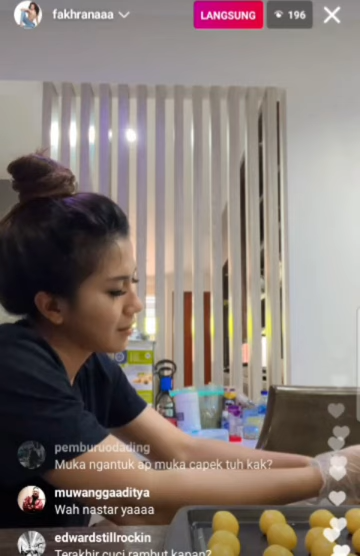 fakhranaaa
LANGSUNG
196
pemburuodading
Muka ngantuk ap muka capek tuh kak?
muwanggaaditya
Wah nastar yaaaa
edwardstillrockin
Terakhir cuci rambut kapan?